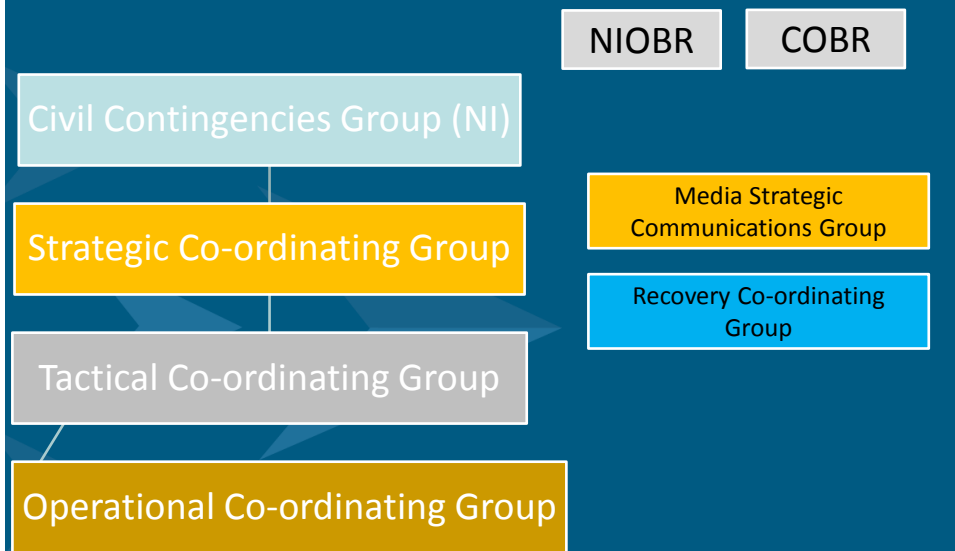 NIOBR
COBR
Civil Contingencies Group (NI)
Strategic Co-ordinating Group
Tactical Co-ordinating Group
Operational Co-ordinating Group
Media Strategic
Communications Group
Recovery Co-ordinating
Group